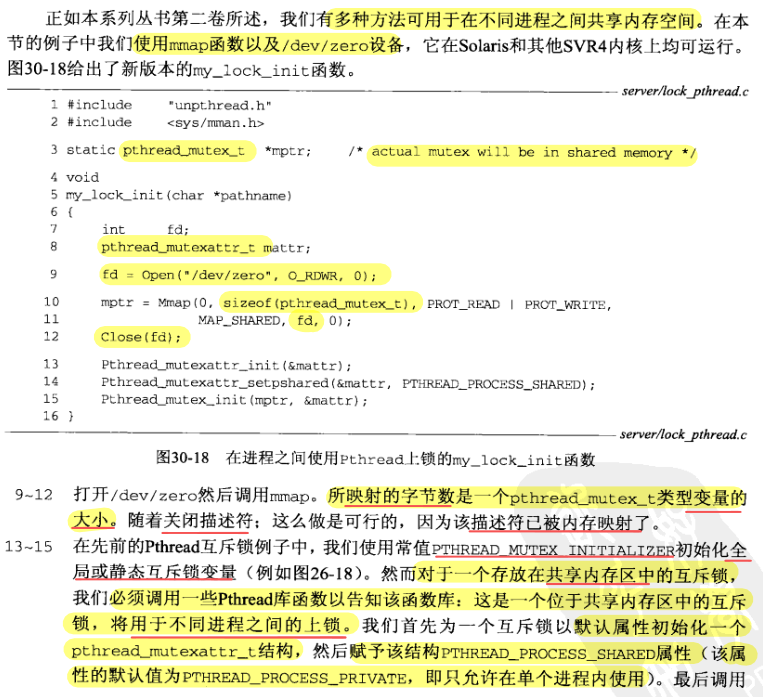 正如本系列丛书第二卷所述，我们有多种方法可用于在不同进程之间共享内存空间。在本
节的例子中我们使用mmap函数以及/dev/zero设备，它在Solaris和其他SVR4内核上均可运行。
图30-18给出了新版本的my_lock_init函数。
server/lock_pthread.c
1 #include "unpthread.h"
2 #include <sys/mman.h>
3 static pthread_mutex_t *mptr; /* actual mutex will be in shared memory */
4 void
5 my_lock_init(char *pathname)
6 {
7 int fd;
8 pthread_mutexattr_t mattr;
9 fd = Open("/dev/zero", O_RDWR, 0);
10 mptr = Mmap(0, sizeof(pthread_mutex_t), PROT_READ | PROT_WRITE,
11 MAP_SHARED, fd, 0);
12 Close(fd);
13 Pthread_mutexattr_init(&mattr);
14 Pthread_mutexattr_setpshared(&mattr, PTHREAD_PROCESS_SHARED);
15 Pthread_mutex_init(mptr, &mattr);
16 }
server/lock_pthread.c
图30-18 在进程之间使用Pthread上锁的my_lock_init函数
9~12 打开/dev/zero然后调用mmap。所映射的字节数是一个pthread_mutex_t类型变量的
大小。随着关闭描述符；这么做是可行的，因为该描述符已被内存映射了。
13~15 在先前的Pthread互斥锁例子中，我们使用常值PTHREAD_MUTEX_INITIALIZER初始化全
局或静态互斥锁变量（例如图26-18）。然而对于一个存放在共享内存区中的互斥锁，
我们必须调用一些Pthread库函数以告知该函数库：这是一个位于共享内存区中的互斥
锁，将用于不同进程之间的上锁。我们首先为一个互斥锁以默认属性初始化一个
pthread_mutexattr_t结构，然后赋予该结构PTHREAD_PROCESS_SHARED属性（该属
性的默认值为PTHREAD_PROCESS_PRIVATE，即只允许在单个进程内使用）。最后调用